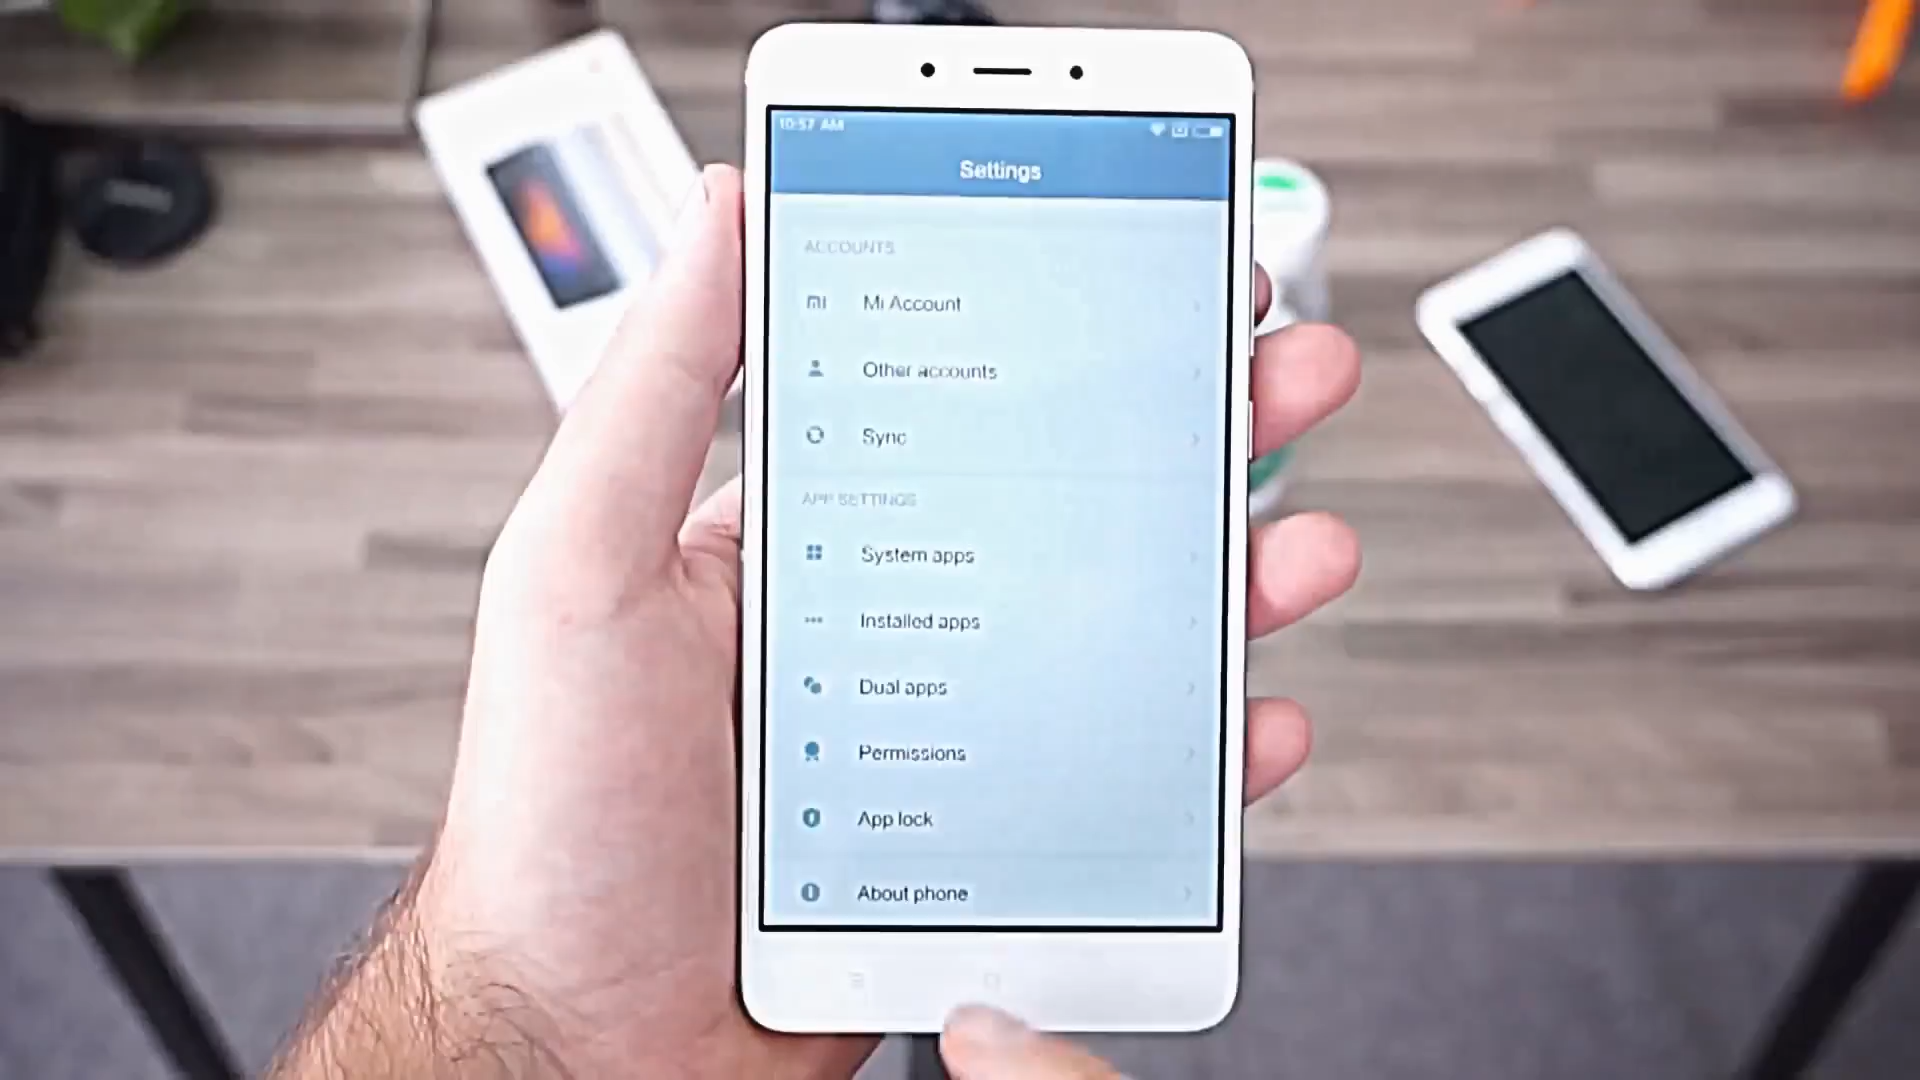 10:57 AM
Settings
ACCOUNTS
Mi Account
Other accounts
Sync
APP SETTINGS
System apps
Installed apps
Dual apps
Permissions
App lock
About phone